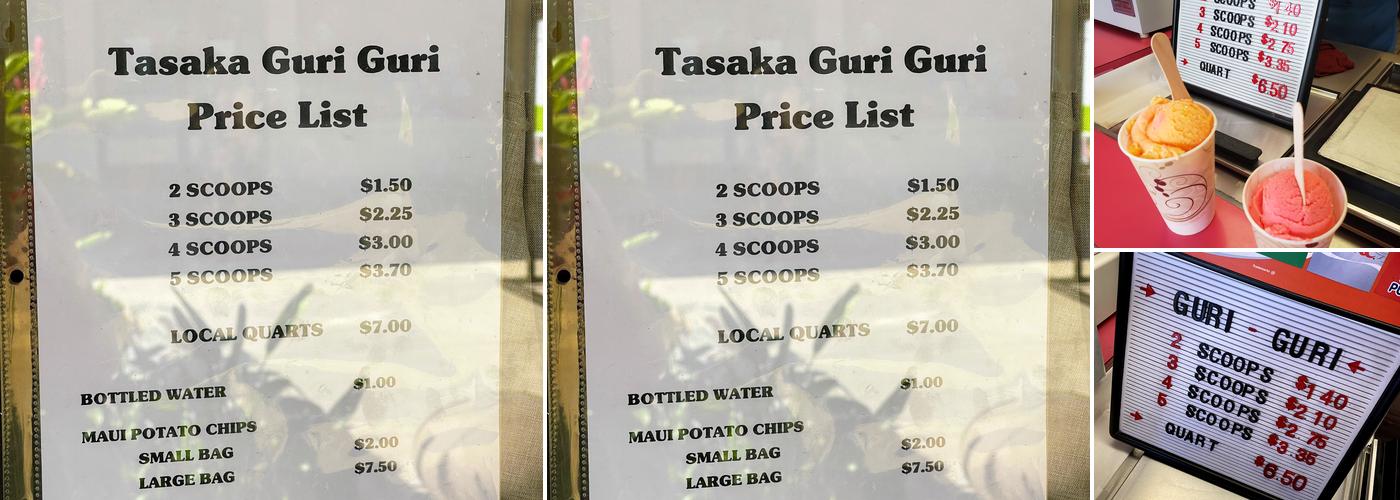 Tasaka Guri Guri
Price List
2 SCOOPS $1.50
3 SCOOPS $2.25
4 SCOOPS $3.00
5 SCOOPS $3.70
LOCAL QUARTS $7.00
BOTTLED WATER $1.00
MAUI POTATO CHIPS
SMALL BAG $2.00
LARGE BAG $7.50
Tasaka Guri Guri
Price List
2 SCOOPS $1.50
3 SCOOPS $2.25
4 SCOOPS $3.00
5 SCOOPS $3.70
LOCAL QUARTS $7.00
BOTTLED WATER $1.00
MAUI POTATO CHIPS
SMALL BAG $2.00
LARGE BAG $7.50
SCOOPS $1.40
3 SCOOPS $2.10
4 SCOOPS $2.75
5 SCOOPS $3.35
QUART $6.50
GURI - GURI
2 SCOOPS $1.40
3 SCOOPS $2.10
4 SCOOPS $2.75
5 SCOOPS $3.35
QUART $6.50